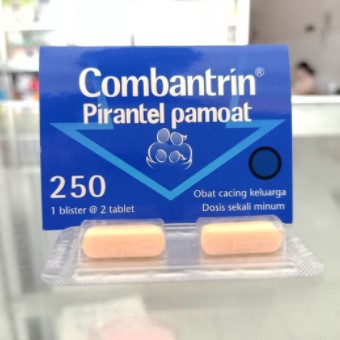 Combantrin®
Pirantel pamoat
250
1 blister @ 2 tablet
Obat cacing keluarga
Dosis sekali minum